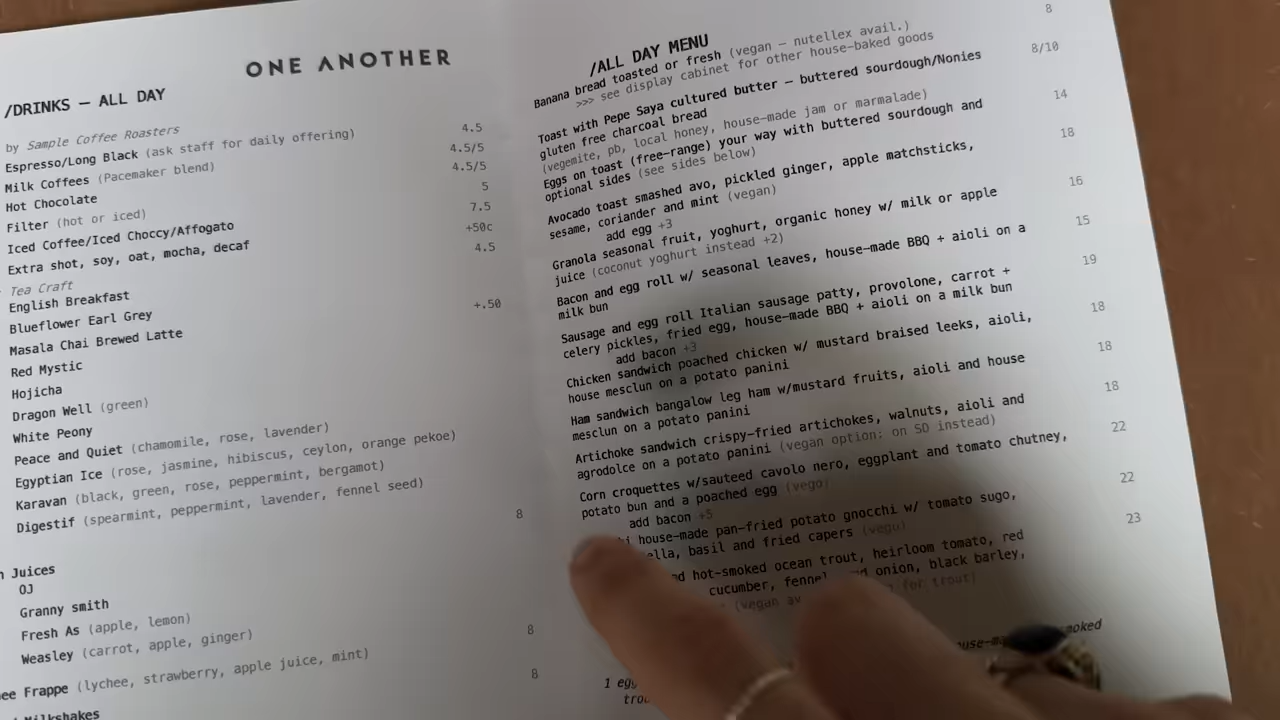 ONE ANOTHER
/DRINKS — ALL DAY
by Sample Coffee Roasters
Espresso/Long Black (ask staff for daily offering) 4.5
Milk Coffees (Pacemaker blend) 4.5/5
Hot Chocolate 4.5/5
Filter (hot or iced) 5
Iced Coffee/Iced Choccy/Affogato 7.5
Extra shot, soy, oat, mocha, decaf +50c
Tea Craft 4.5
English Breakfast
Blueflower Earl Grey
Masala Chai Brewed Latte +.50
Red Mystic
Hojicha
Dragon Well (green)
White Peony
Peace and Quiet (chamomile, rose, lavender)
Egyptian Ice (rose, jasmine, hibiscus, ceylon, orange pekoe)
Karavan (black, green, rose, peppermint, bergamot)
Digestif (spearmint, peppermint, lavender, fennel seed)
Juices 8
OJ
Granny smith
Fresh As (apple, lemon)
Weasley (carrot, apple, ginger)
Frappe (lychee, strawberry, apple juice, mint) 8
Milkshakes 8
/ALL DAY MENU
Banana bread toasted or fresh (vegan — nutellex avail.) 8
>>> see display cabinet for other house-baked goods
Toast with Pepe Saya cultured butter — buttered sourdough/Nonies 8/10
gluten free charcoal bread
(vegemite, pb, local honey, house-made jam or marmalade)
Eggs on toast (free-range) your way with buttered sourdough and 14
optional sides (see sides below)
Avocado toast smashed avo, pickled ginger, apple matchsticks, 18
sesame, coriander and mint (vegan)
add egg +3
Granola seasonal fruit, yoghurt, organic honey w/ milk or apple 16
juice (coconut yoghurt instead +2)
Bacon and egg roll w/ seasonal leaves, house-made BBQ + aioli on a 15
milk bun
Sausage and egg roll Italian sausage patty, provolone, carrot + 19
celery pickles, fried egg, house-made BBQ + aioli on a milk bun
add bacon +3
Chicken sandwich poached chicken w/ mustard braised leeks, aioli, 18
house mesclun on a potato panini
Ham sandwich bangalow leg ham w/mustard fruits, aioli and house 18
mesclun on a potato panini
Artichoke sandwich crispy-fried artichokes, walnuts, aioli and 18
agrodolce on a potato panini (vegan option: on SD instead)
Corn croquettes w/sauteed cavolo nero, eggplant and tomato chutney, 22
potato bun and a poached egg (vego)
add bacon +5
house-made pan-fried potato gnocchi w/ tomato sugo, 22
basil and fried capers (vego)
hot-smoked ocean trout, heirloom tomato, red 23
cucumber, onion, black barley,
(vegan for trout)
1